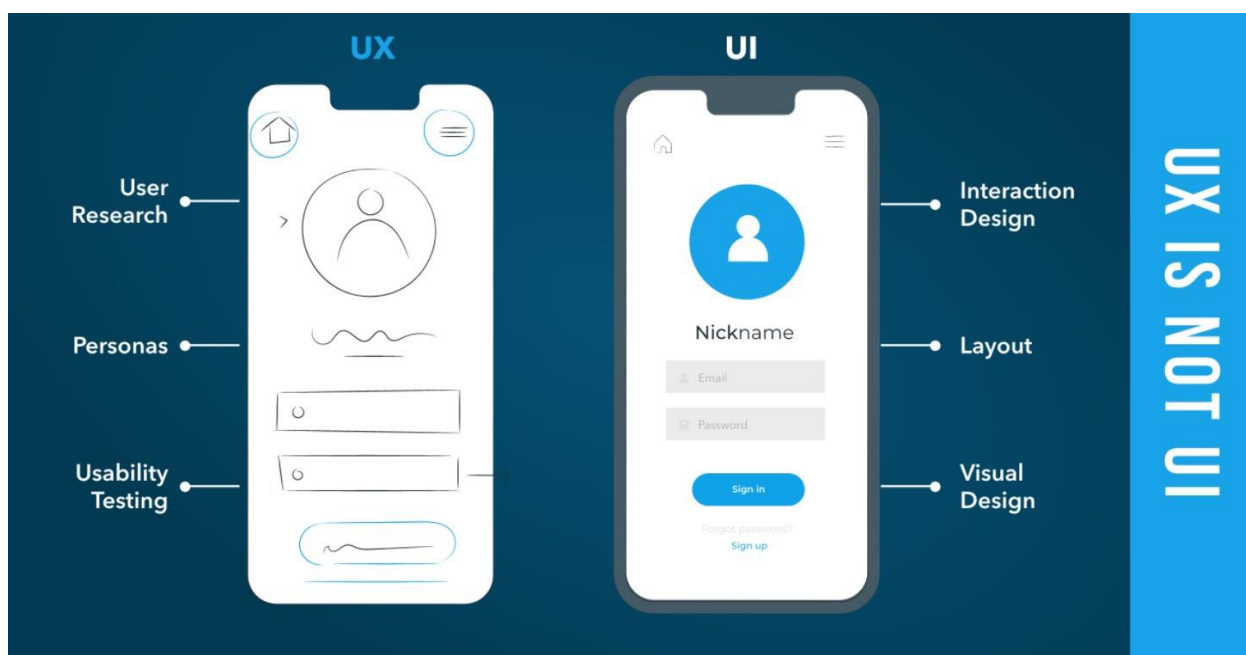 UX
User
Research
Personas
Usability
Testing
UI
Nickname
Email
Password
Sign in
Forgot password?
Sign up
Interaction
Design
Layout
Visual
Design
UX IS NOT UI